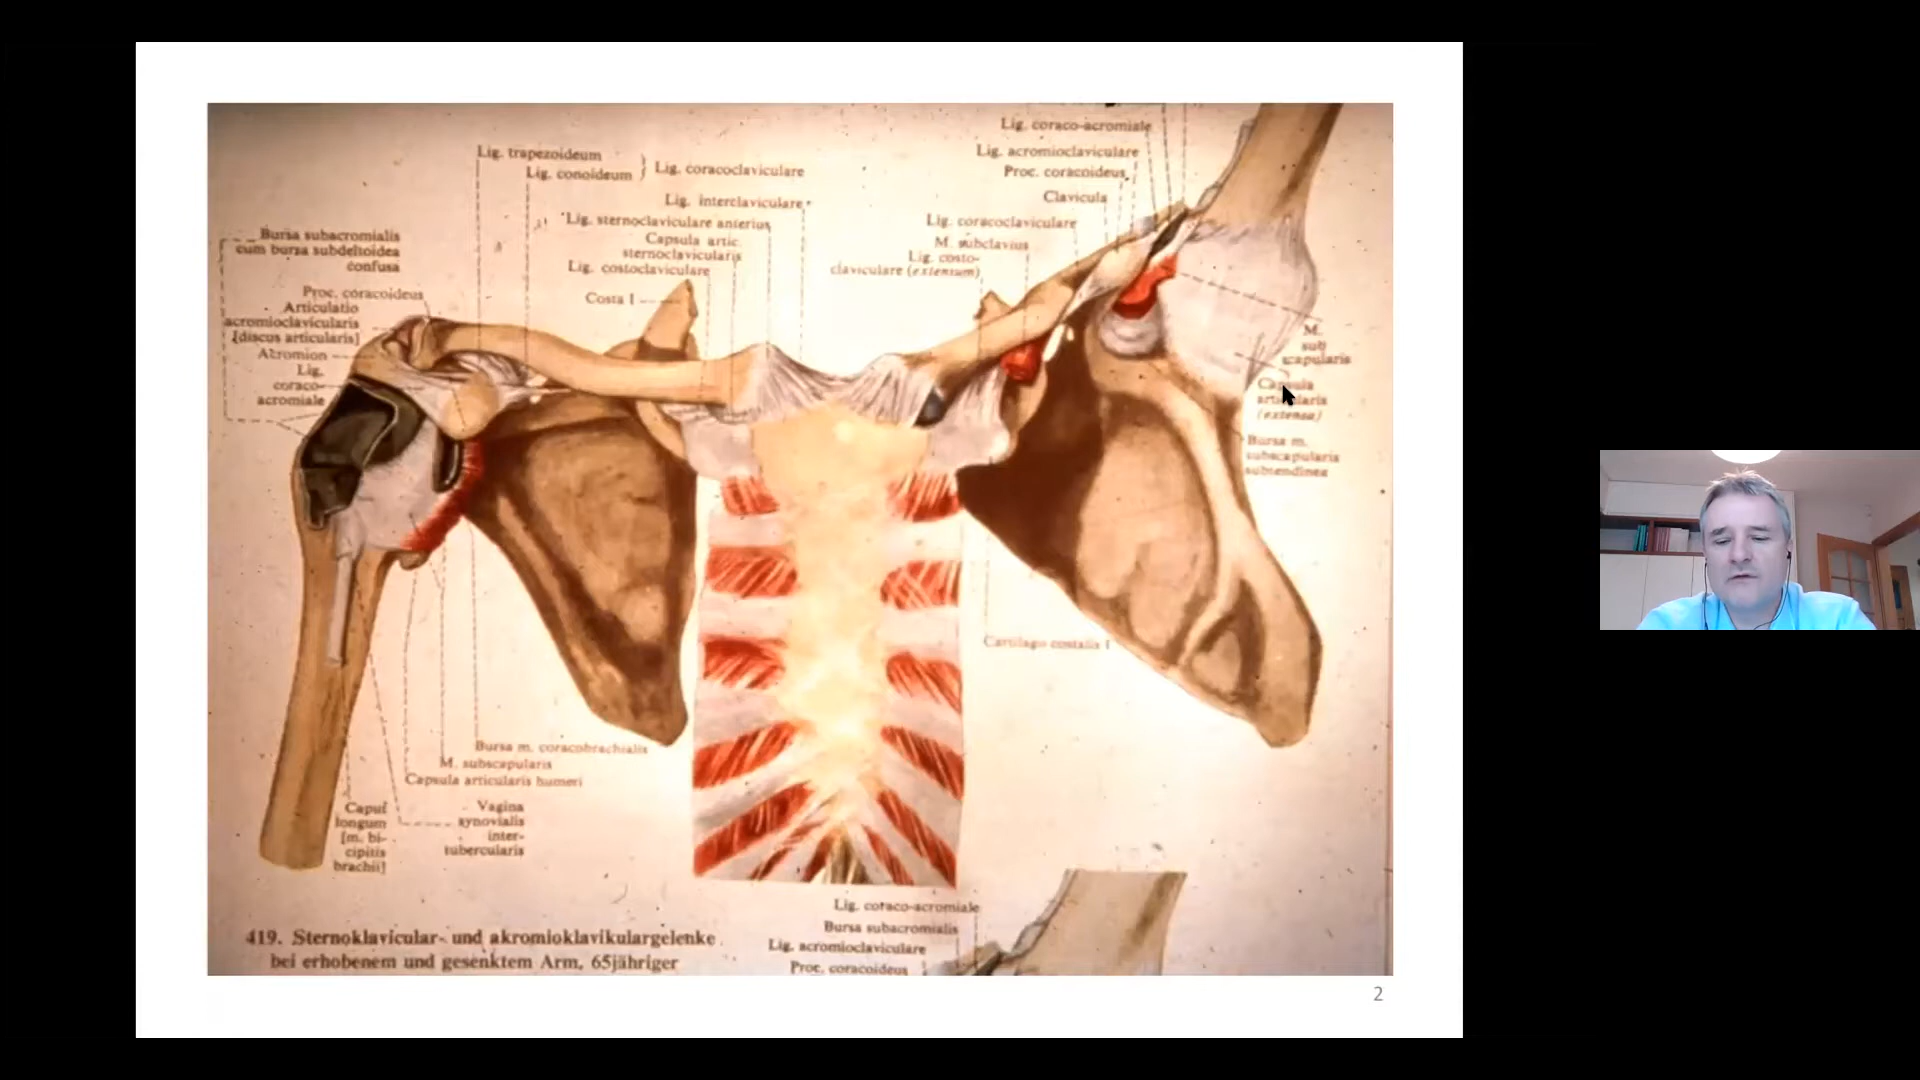 Lig. trapezoideum
Lig. conoideum } Lig. coracoclaviculare
Lig. interclaviculare
Lig. sternoclaviculare anterius
Capsula artic.
sternoclavicularis
Lig. costoclaviculare
Costa I
Bursa subacromialis
cum bursa subdeltoidea
confusa
Proc. coracoideus
Articulatio
acromioclavicularis
[discus articularis]
Akromion
Lig.
coraco-
acromiale
Lig. coraco-acromiale
Lig. acromioclaviculare
Proc. coracoideus
Clavicula
Lig. coracoclaviculare
M. subclavius
Lig. costo-
claviculare (extensum)
M.
sub
scapularis
Capsula
articularis
(extensa)
Bursa m.
subscapularis
subtendinea
Cartilago costalis I
Bursa m. coracobrachialis
M. subscapularis
Capsula articularis humeri
Caput
longum
[m. bi-
cipitis
brachii]
Vagina
synovialis
inter-
tubercularis
419. Sternoklavicular- und akromioklavikulargelenke
bei erhobenem und gesenktem Arm, 65jähriger
Lig. coraco-acromiale
Bursa subacromialis
Lig. acromioclaviculare
Proc. coracoideus
2